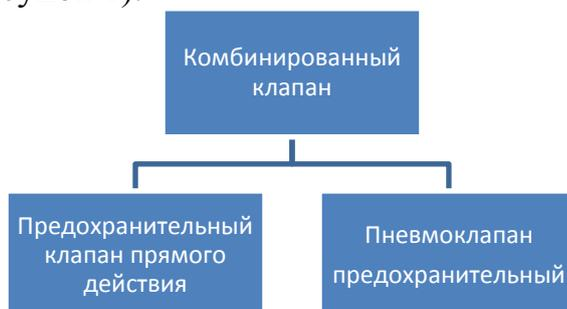 Комбинированный
клапан
Предохранительный
клапан прямого
действия
Пневмоклапан
предохранительный